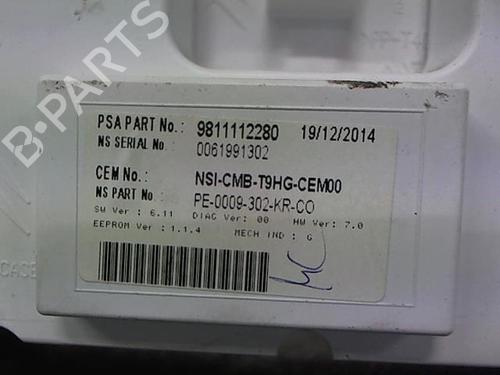 B-PARTS
PSA PART No.: 9811112280 19/12/2014
NS SERIAL No.: 0061991302
CEM No.: NSI-CMB-T9HG-CEM00
NS PART No.: PE-0009-302-KR-CO
SW Ver : 6.11 DIAG Ver: 00 HW Ver: 7.0
EEPROM Ver : 1.1.4 MECH IND : G
CASE